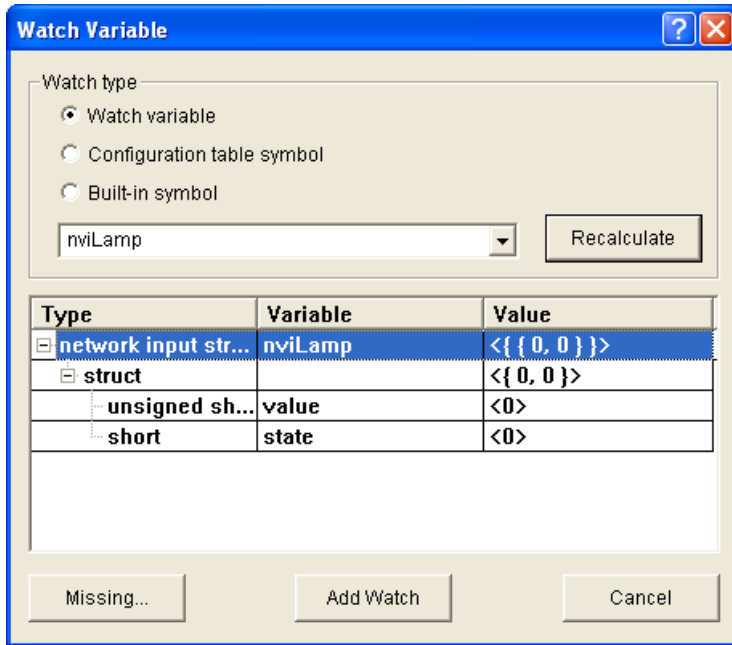 Watch Variable
Watch type
Watch variable
Configuration table symbol
Built-in symbol
nviLamp Recalculate
Type Variable Value
network input str... nviLamp <{ { 0, 0 } }>
struct <{ 0, 0 }>
unsigned sh... value <0>
short state <0>
Missing... Add Watch Cancel